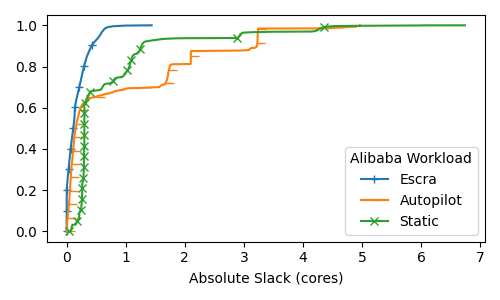 1.0
0.8
0.6
0.4
0.2
0.0
Alibaba Workload
Escra
Autopilot
Static
0 1 2 3 4 5 6 7
Absolute Slack (cores)